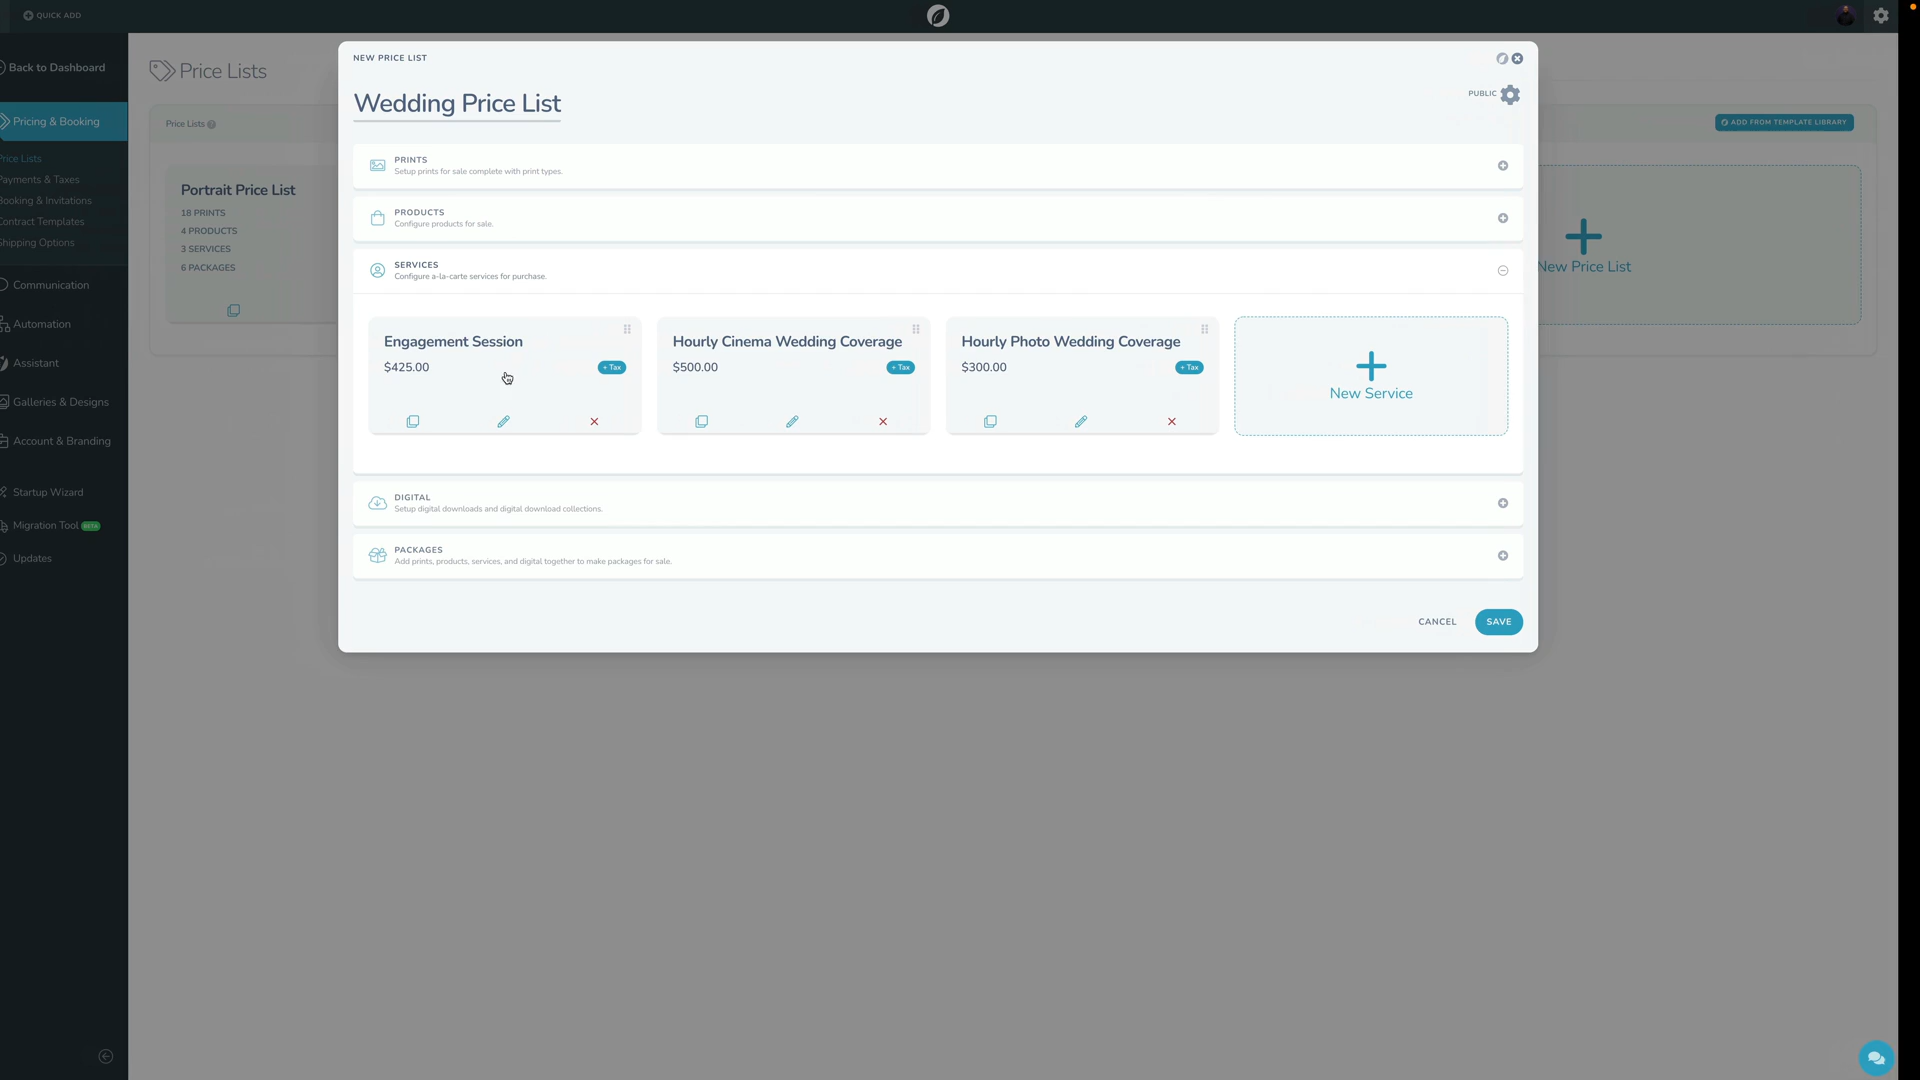 QUICK ADD
Back to Dashboard
Pricing & Booking
Price Lists
Payments & Taxes
Booking & Invitations
Contract Templates
Shipping Options
Communication
Automation
Assistant
Galleries & Designs
Account & Branding
Startup Wizard
Migration Tool BETA
Updates
Price Lists
Price Lists
ADD FROM TEMPLATE LIBRARY
Portrait Price List
18 PRINTS
4 PRODUCTS
3 SERVICES
6 PACKAGES
New Price List
NEW PRICE LIST
Wedding Price List
PUBLIC
PRINTS
Setup prints for sale complete with print types.
PRODUCTS
Configure products for sale.
SERVICES
Configure a-la-carte services for purchase.
Engagement Session
$425.00
+ Tax
Hourly Cinema Wedding Coverage
$500.00
+ Tax
Hourly Photo Wedding Coverage
$300.00
+ Tax
New Service
DIGITAL
Setup digital downloads and digital download collections.
PACKAGES
Add prints, products, services, and digital together to make packages for sale.
CANCEL
SAVE